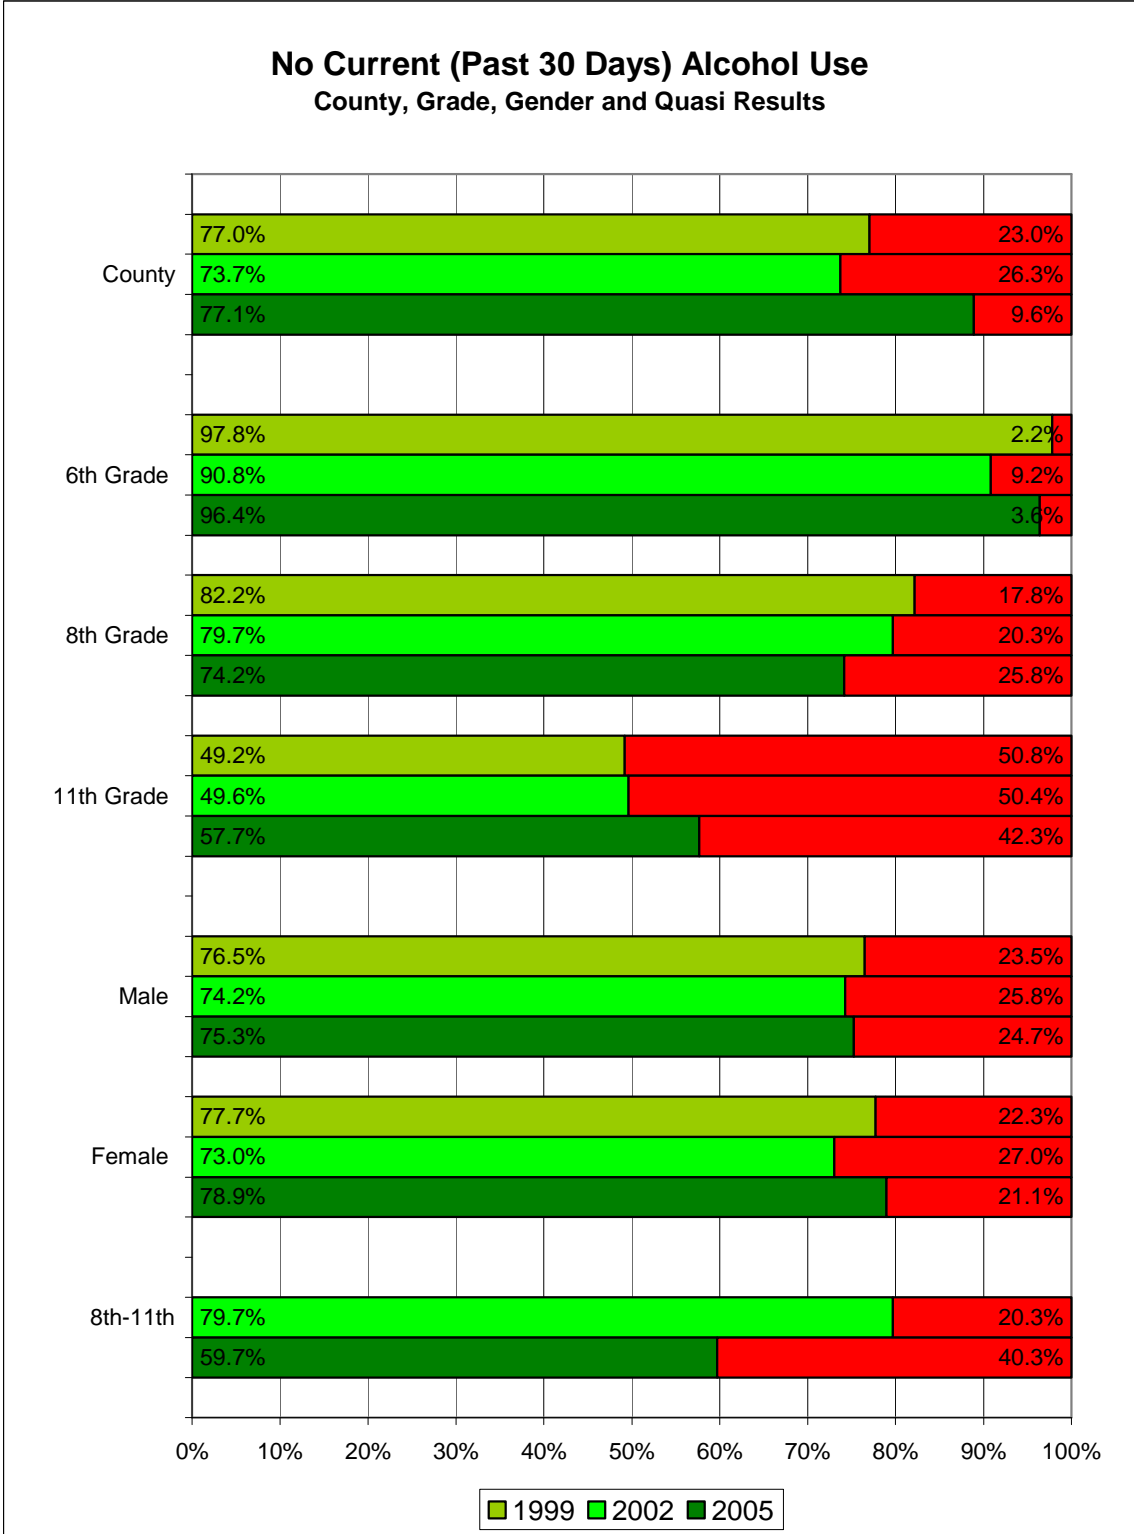 No Current (Past 30 Days) Alcohol Use
County, Grade, Gender and Quasi Results
77.0% 23.0%
County 73.7% 26.3%
77.1% 9.6%
97.8% 2.2%
6th Grade 90.8% 9.2%
96.4% 3.6%
82.2% 17.8%
8th Grade 79.7% 20.3%
74.2% 25.8%
49.2% 50.8%
11th Grade 49.6% 50.4%
57.7% 42.3%
76.5% 23.5%
Male 74.2% 25.8%
75.3% 24.7%
77.7% 22.3%
Female 73.0% 27.0%
78.9% 21.1%
8th-11th 79.7% 20.3%
59.7% 40.3%
0% 10% 20% 30% 40% 50% 60% 70% 80% 90% 100%
1999 2002 2005